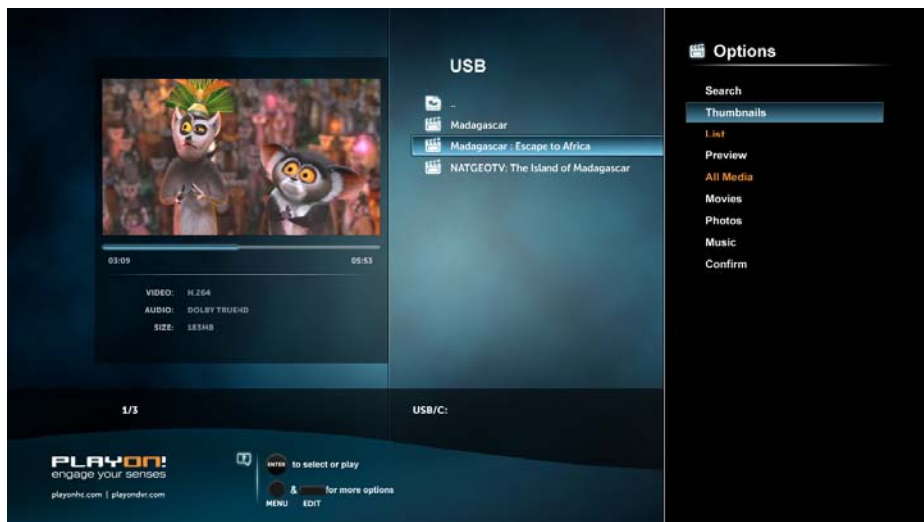 USB
..
Madagascar
Madagascar : Escape to Africa
NATGEOTV: The Island of Madagascar
03:09 05:53
VIDEO: H.264
AUDIO: DOLBY TRUEHD
SIZE: 183MB
1/3
USB/C:
PLAYON!
engage your senses
playonhc.com | playondvr.com
?
ENTER to select or play
& for more options
MENU EDIT
Options
Search
Thumbnails
List
Preview
All Media
Movies
Photos
Music
Confirm